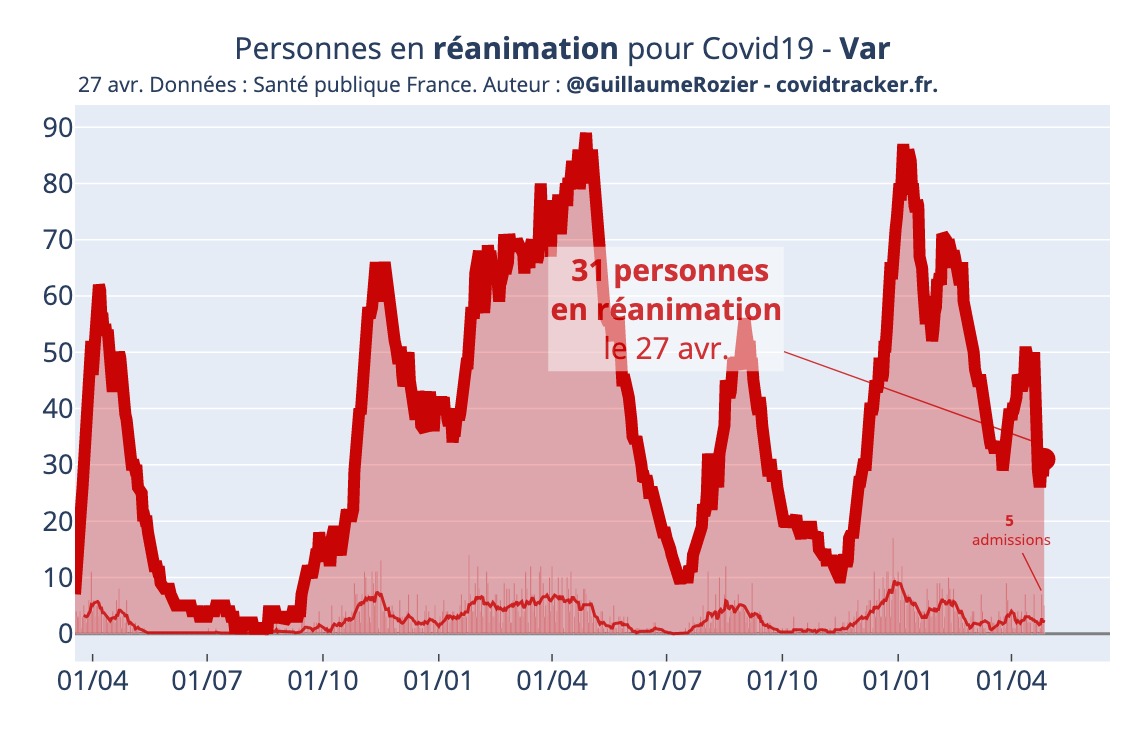 Personnes en réanimation pour Covid19 - Var
27 avr. Données : Santé publique France. Auteur : @GuillaumeRozier - covidtracker.fr.
90
80
70
60
50
40
30
20
10
0
31 personnes
en réanimation
le 27 avr.
5
admissions
01/04 01/07 01/10 01/01 01/04 01/07 01/10 01/01 01/04